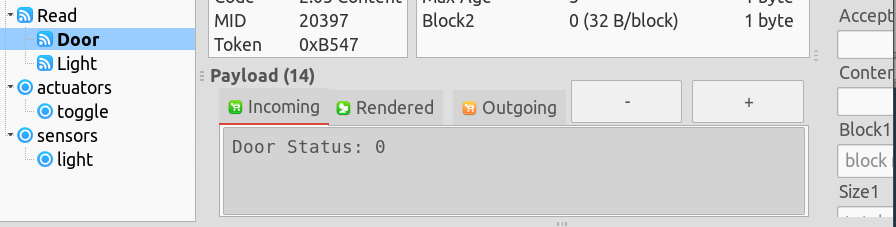 Read
Door
Light
actuators
toggle
sensors
light
Code 2.05 Content
MID 20397
Token 0xB547
Max Age 5 1 byte
Block2 0 (32 B/block) 1 byte
Payload (14)
Incoming Rendered Outgoing - +
Door Status: 0
Accept
Conten
Block1
block
Size1